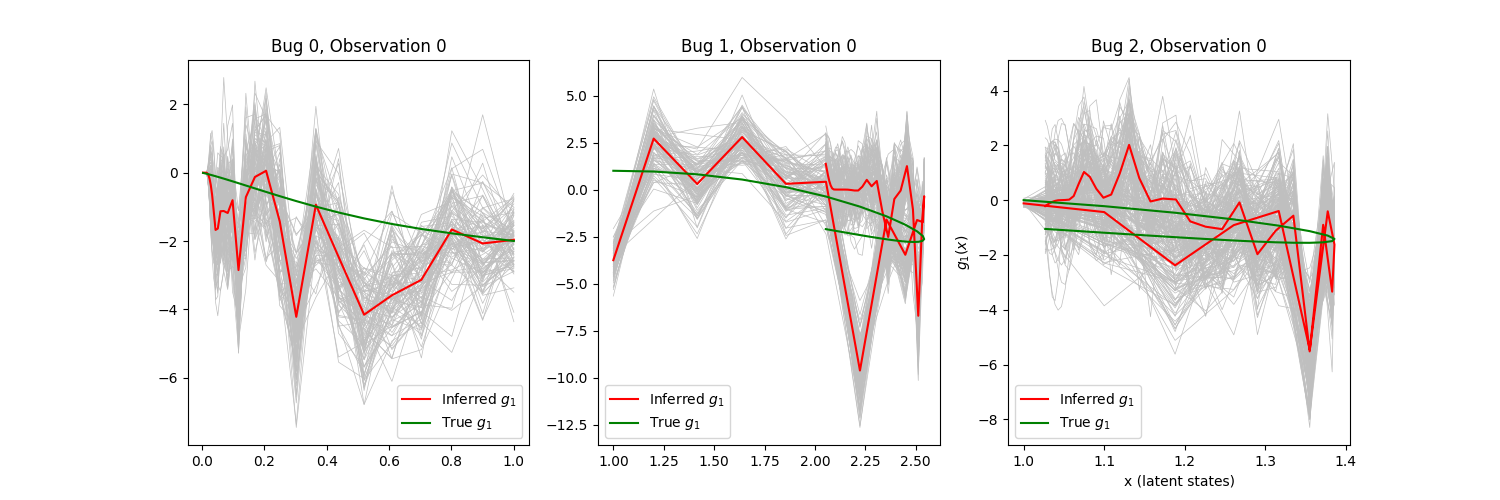 Bug 0, Observation 0
2
0
−2
−4
−6
0.0 0.2 0.4 0.6 0.8 1.0
Inferred g₁
True g₁
Bug 1, Observation 0
5.0
2.5
0.0
−2.5
−5.0
−7.5
−10.0
−12.5
1.00 1.25 1.50 1.75 2.00 2.25 2.50
Inferred g₁
True g₁
Bug 2, Observation 0
g₁(x)
4
2
0
−2
−4
−6
−8
1.0 1.1 1.2 1.3 1.4
x (latent states)
Inferred g₁
True g₁